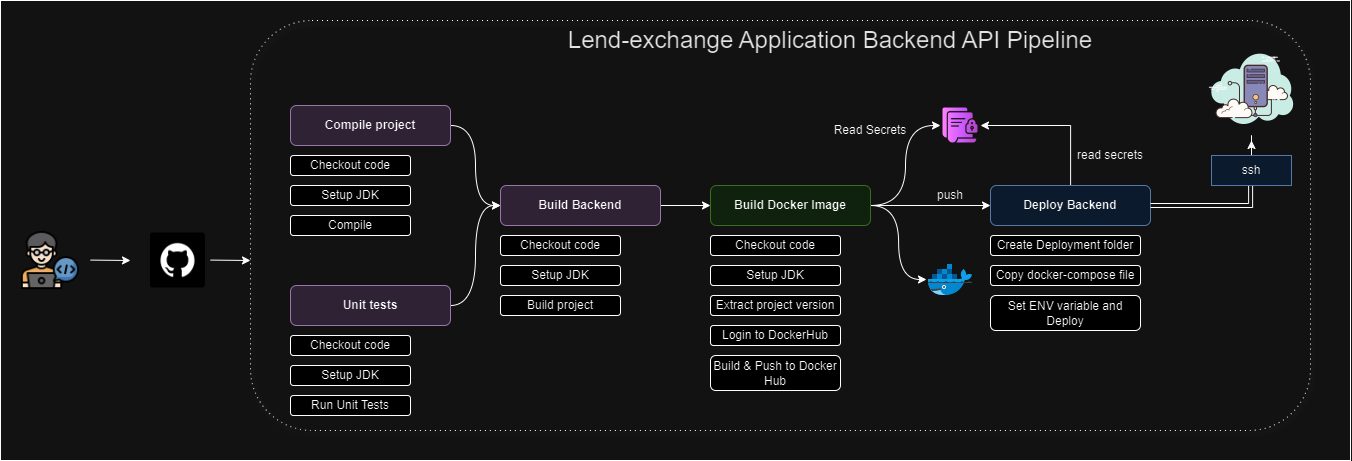 Lend-exchange Application Backend API Pipeline
Compile project
Checkout code
Setup JDK
Compile
Unit tests
Checkout code
Setup JDK
Run Unit Tests
Build Backend
Checkout code
Setup JDK
Build project
Build Docker Image
Checkout code
Setup JDK
Extract project version
Login to DockerHub
Build & Push to Docker
Hub
Read Secrets
push
read secrets
Deploy Backend
Create Deployment folder
Copy docker-compose file
Set ENV variable and
Deploy
ssh